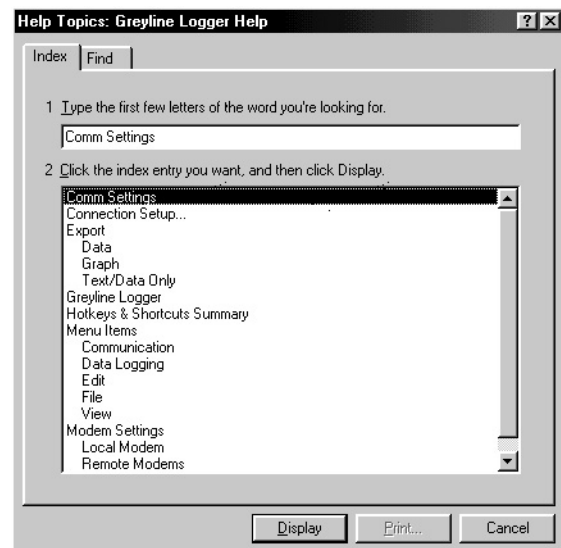 Help Topics: Greyline Logger Help
Index Find
1 Type the first few letters of the word you're looking for.
Comm Settings
2 Click the index entry you want, and then click Display.
Comm Settings
Connection Setup...
Export
Data
Graph
Text/Data Only
Greyline Logger
Hotkeys & Shortcuts Summary
Menu Items
Communication
Data Logging
Edit
File
View
Modem Settings
Local Modem
Remote Modems
Display Print... Cancel